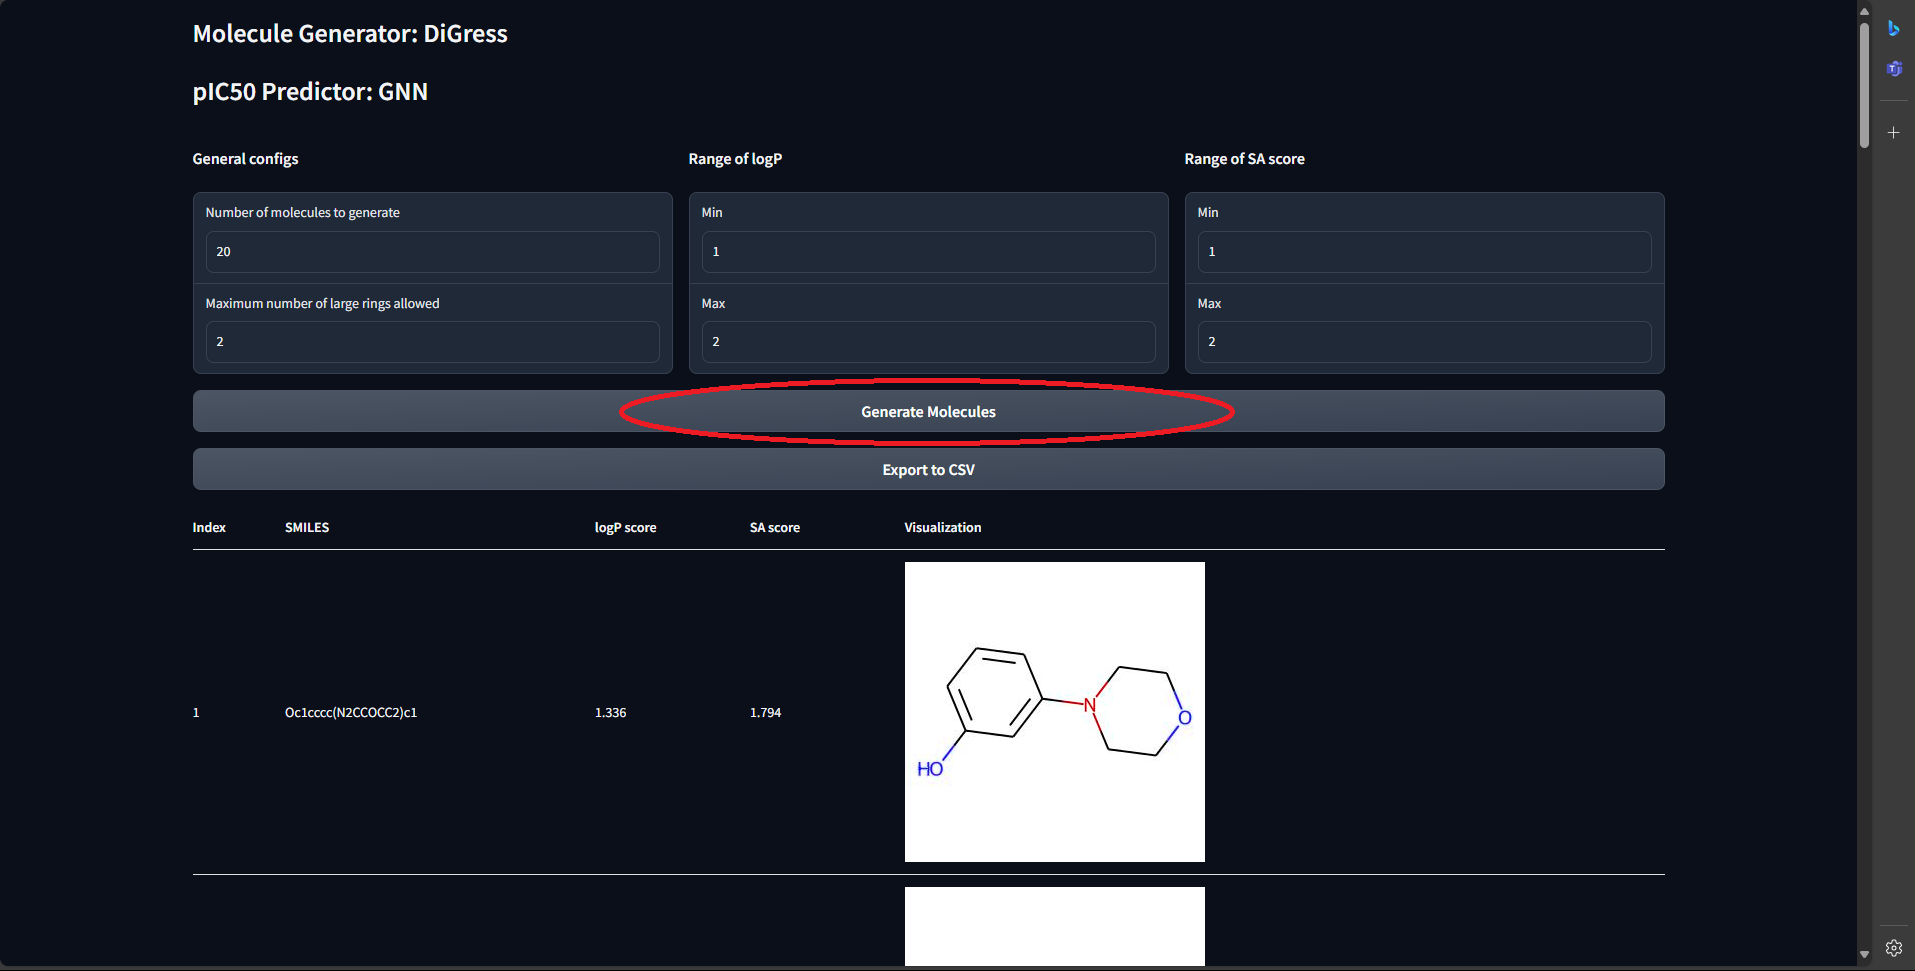 Molecule Generator: DiGress
pIC50 Predictor: GNN
General configs
Range of logP
Range of SA score
Number of molecules to generate
20
Maximum number of large rings allowed
2
Min
1
Max
2
Min
1
Max
2
Generate Molecules
Export to CSV
Index SMILES logP score SA score Visualization
1 Oc1cccc(N2CCOCC2)c1 1.336 1.794
N
O
HO